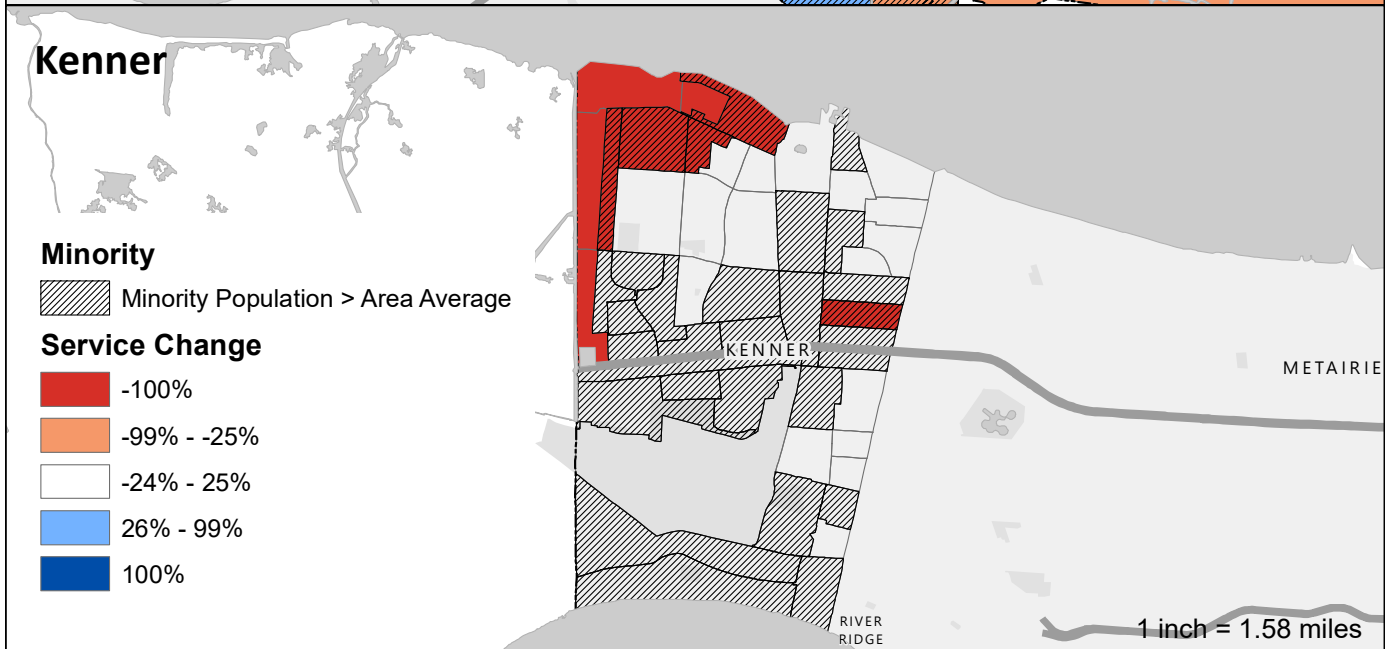 Kenner
Minority
Minority Population > Area Average
Service Change
-100%
-99% - -25%
-24% - 25%
26% - 99%
100%
KENNER
METAIRIE
RIVER
RIDGE
1 inch = 1.58 miles